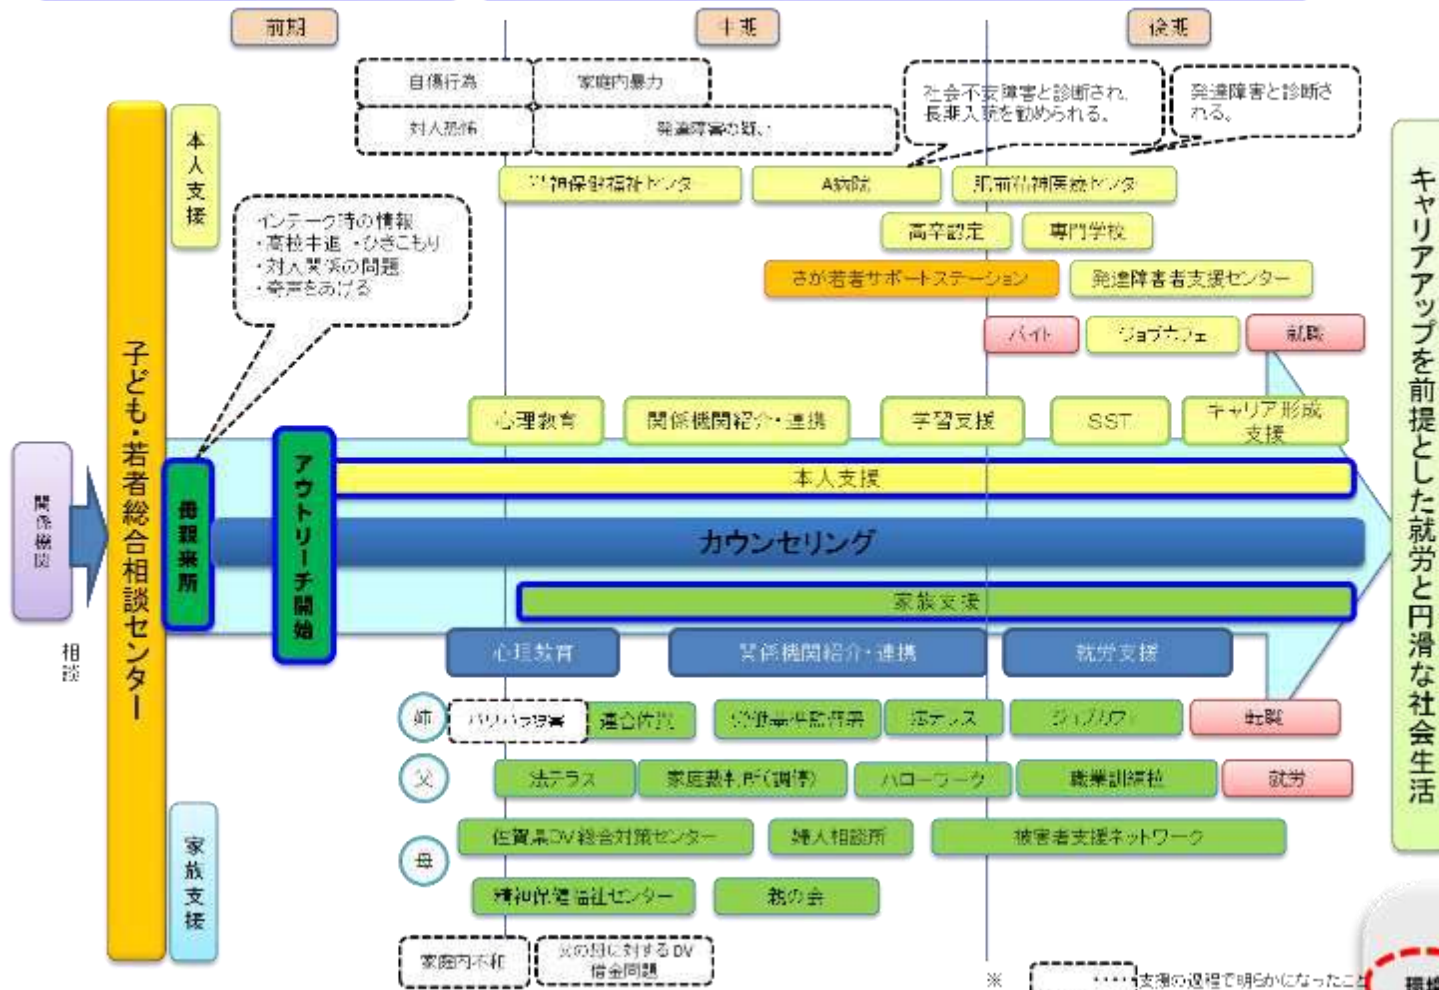 前期
中期
後期
自傷行為
家庭内暴力
対人恐怖
発達障害の疑い
社会不安障害と診断され、
長期入院を勧められる。
発達障害と診断さ
れる。
本人支援
精神保健福祉センター
A病院
肥前精神医療センター
インテーク時の情報
・高校中退 ・ひきこもり
・対人関係の問題
・奇声をあげる
高卒認定
専門学校
さが若者サポートステーション
発達障害者支援センター
バイト
ジョブカフェ
就職
心理教育
関係機関紹介・連携
学習支援
SST
キャリア形成
支援
関係機関
相談
子ども・若者総合相談センター
母親来所
アウトリーチ開始
本人支援
カウンセリング
家族支援
キャリアアップを前提とした就労と円滑な社会生活
心理教育
関係機関紹介・連携
就労支援
姉
パワハラ被害
連合佐賀
労働基準監督署
法テラス
ジョブカフェ
転職
父
法テラス
家庭裁判所(調停)
ハローワーク
職業訓練校
就労
家族支援
母
佐賀県DV総合対策センター
婦人相談所
被害者支援ネットワーク
精神保健福祉センター
親の会
家庭内不和
父の母に対するDV
借金問題
※
・・・・支援の過程で明らかになったこと